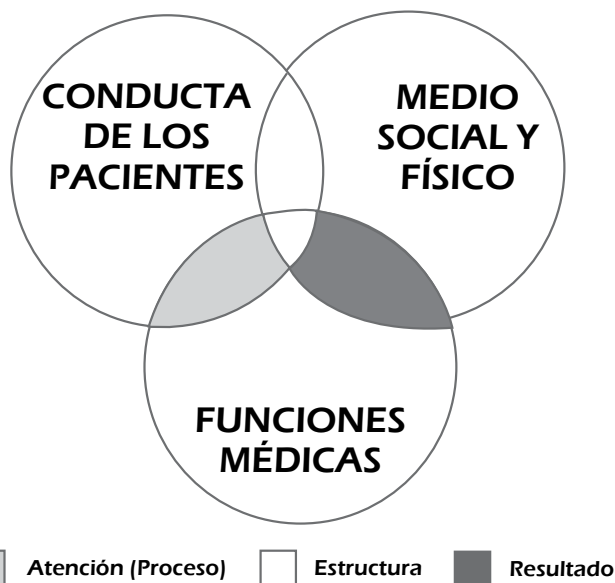 CONDUCTA
DE LOS
PACIENTES
MEDIO
SOCIAL Y
FÍSICO
FUNCIONES
MÉDICAS
Atención (Proceso)
Estructura
Resultado